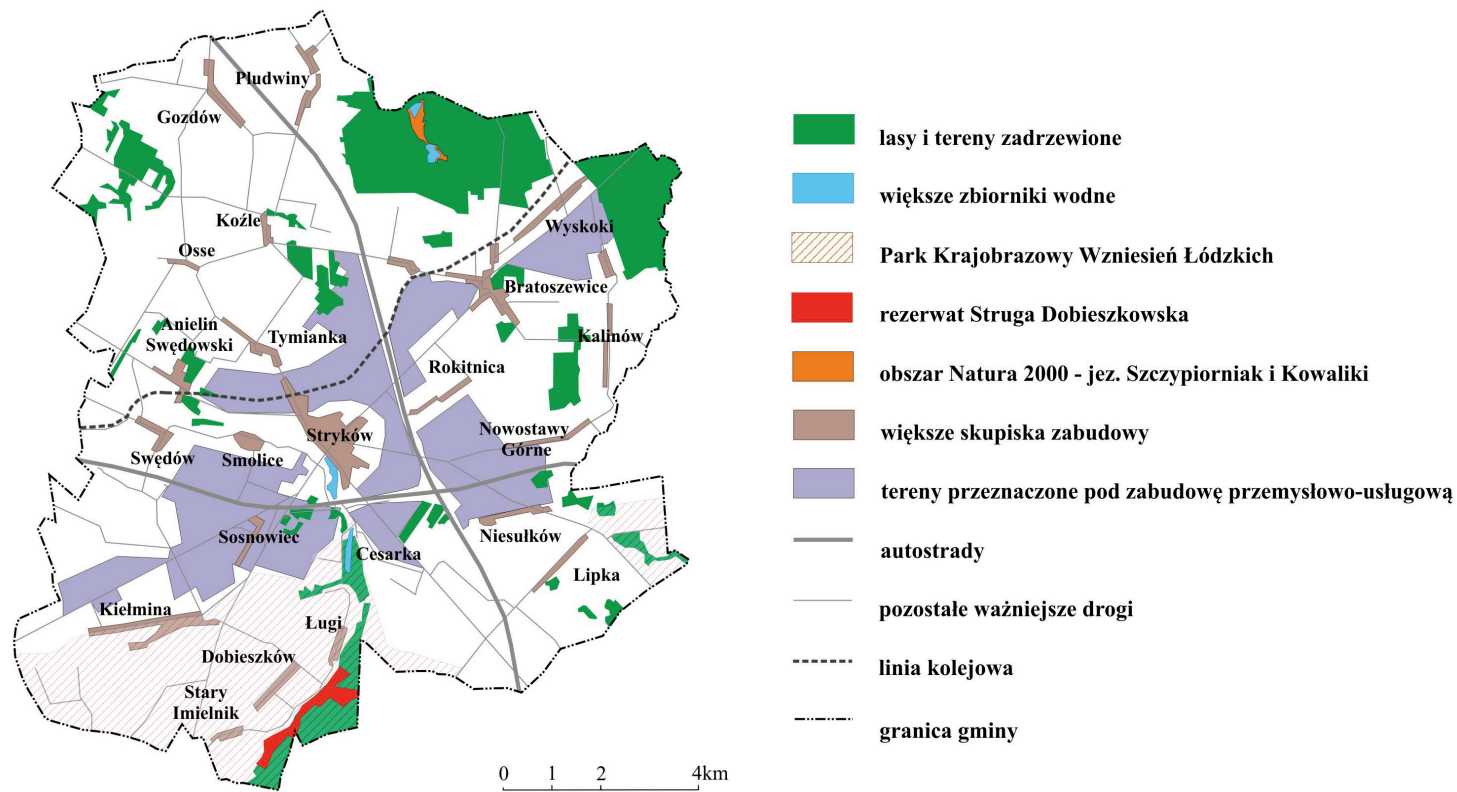 Pludwiny
Gozdów
Koźle
Osse
Wyskoki
Bratoszewice
Anielin
Swędowski
Tymianka
Kalinów
Rokitnica
Stryków
Nowostawy
Górne
Swędów
Smolice
Sosnowiec
Cesarka
Niesułków
Lipka
Kiełmina
Ługi
Dobieszków
Stary
Imielnik
0 1 2 4km
lasy i tereny zadrzewione
większe zbiorniki wodne
Park Krajobrazowy Wzniesień Łódzkich
rezerwat Struga Dobieszkowska
obszar Natura 2000 - jez. Szczypiorniak i Kowaliki
większe skupiska zabudowy
tereny przeznaczone pod zabudowę przemysłowo-usługową
autostrady
pozostałe ważniejsze drogi
linia kolejowa
granica gminy